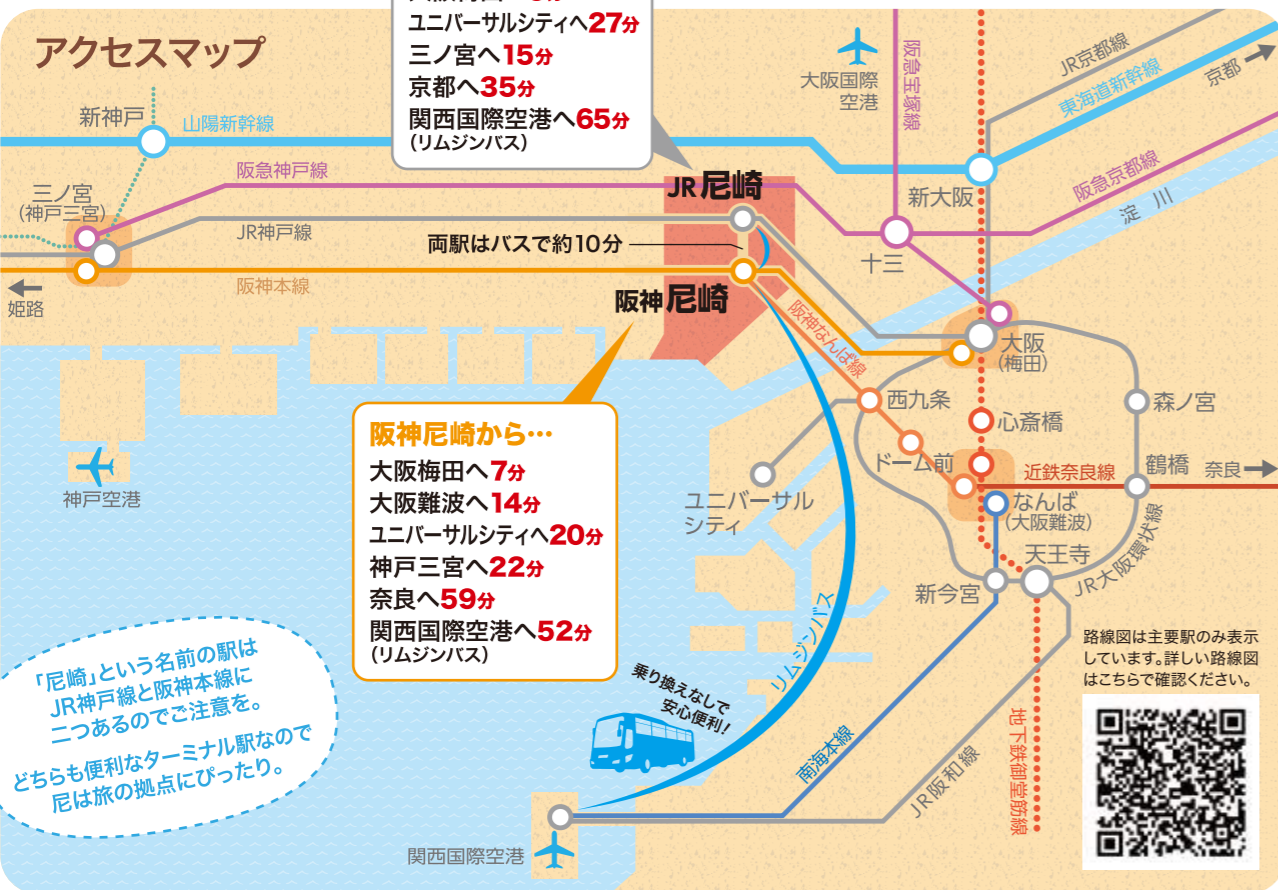 アクセスマップ
ユニバーサルシティへ27分
三ノ宮へ15分
京都へ35分
関西国際空港へ65分
(リムジンバス)
大阪国際
空港
阪急宝塚線
JR京都線
東海道新幹線
京都
新神戸
山陽新幹線
阪急神戸線
JR尼崎
新大阪
阪急京都線
淀川
三ノ宮
(神戸三宮)
JR神戸線
両駅はバスで約10分
十三
阪神本線
姫路
阪神尼崎
阪神なんば線
大阪
(梅田)
西九条
森ノ宮
心斎橋
ドーム前
近鉄奈良線
鶴橋
奈良
神戸空港
ユニバーサル
シティ
なんば
(大阪難波)
天王寺
JR大阪環状線
新今宮
阪神尼崎から…
大阪梅田へ7分
大阪難波へ14分
ユニバーサルシティへ20分
神戸三宮へ22分
奈良へ59分
関西国際空港へ52分
(リムジンバス)
リムジンバス
乗り換えなしで
安心便利!
「尼崎」という名前の駅は
JR神戸線と阪神本線に
二つあるのでご注意を。
どちらも便利なターミナル駅なので
尼は旅の拠点にぴったり。
路線図は主要駅のみ表示
しています。詳しい路線図
はこちらで確認ください。
南海本線
JR阪和線
地下鉄御堂筋線
関西国際空港